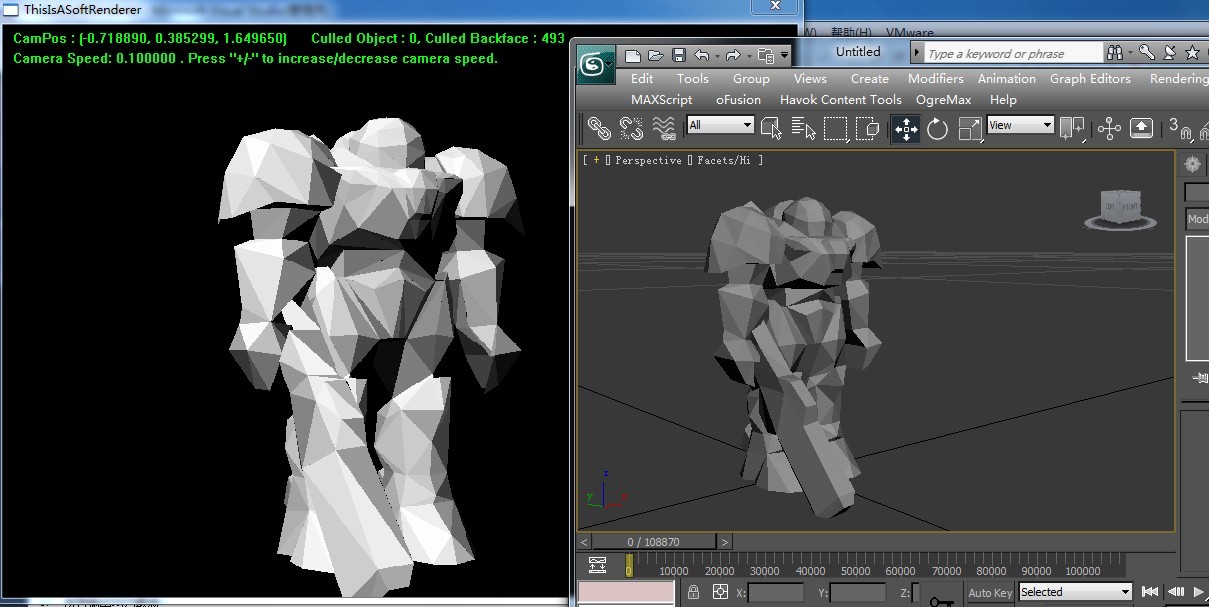 ThisIsASoftRenderer
CamPos : (-0.718890, 0.385299, 1.649650) Culled Object : 0, Culled Backface : 493
Camera Speed: 0.100000 . Press "+/-" to increase/decrease camera speed.
帮助(H) VMware
Untitled
Type a keyword or phrase
Edit Tools Group Views Create Modifiers Animation Graph Editors Rendering
MAXScript oFusion Havok Content Tools OgreMax Help
All
View
3
[ + [] Perspective [] Facets/Hi ]
Mod
z
y
0 / 108870
0 10000 20000 30000 40000 50000 60000 70000 80000 90000 100000
X: Y: Z: Auto Key Selected